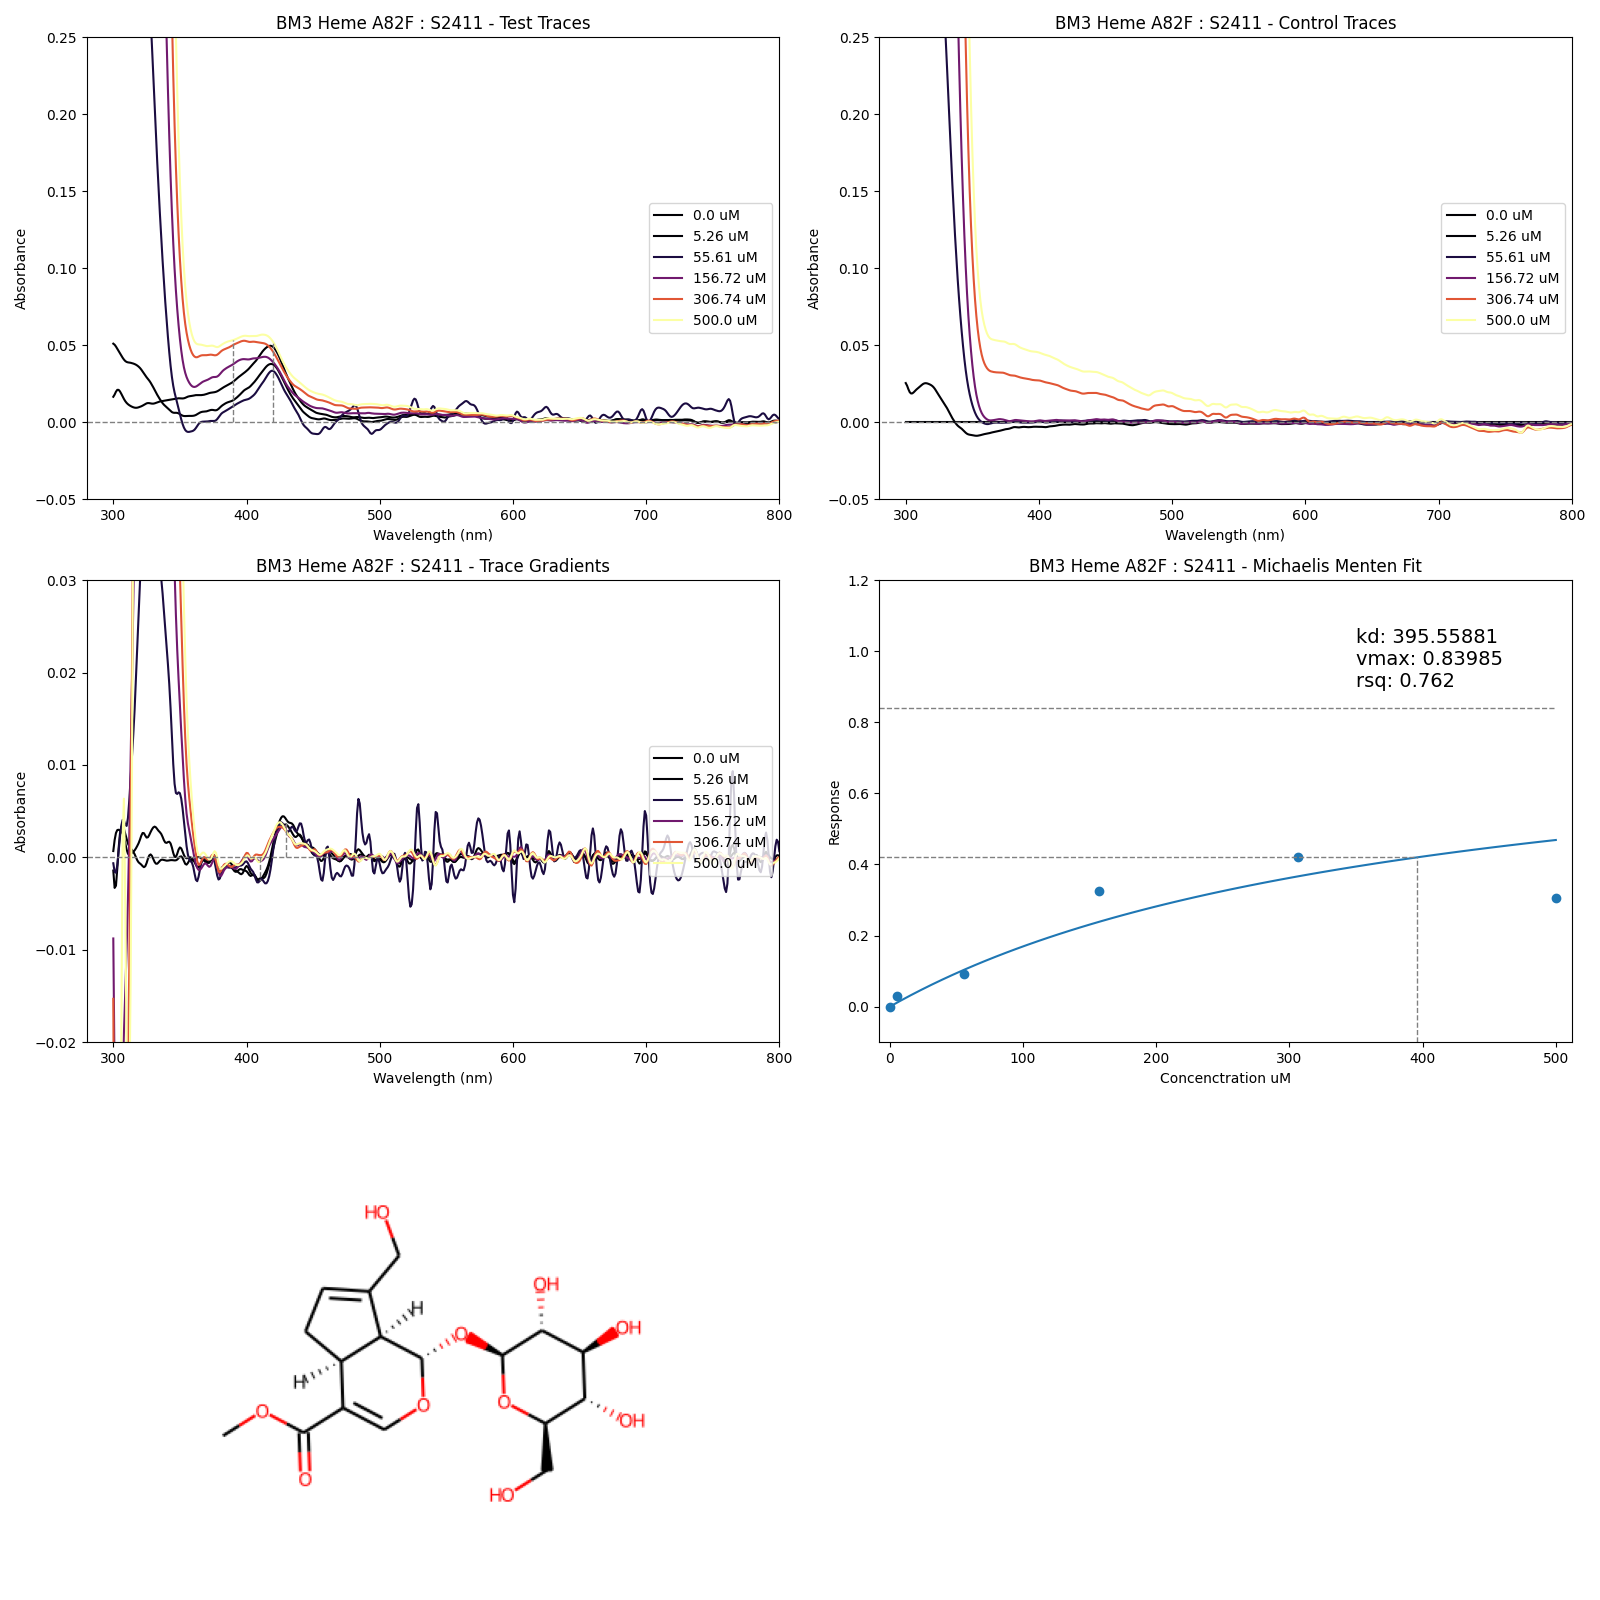 BM3 Heme A82F : S2411 - Test Traces
0.25
0.20
0.15
0.10
0.05
0.00
−0.05
Absorbance
0.0 uM
5.26 uM
55.61 uM
156.72 uM
306.74 uM
500.0 uM
300 400 500 600 700 800
Wavelength (nm)
BM3 Heme A82F : S2411 - Control Traces
0.25
0.20
0.15
0.10
0.05
0.00
−0.05
Absorbance
0.0 uM
5.26 uM
55.61 uM
156.72 uM
306.74 uM
500.0 uM
300 400 500 600 700 800
Wavelength (nm)
BM3 Heme A82F : S2411 - Trace Gradients
0.03
0.02
0.01
0.00
−0.01
−0.02
Absorbance
0.0 uM
5.26 uM
55.61 uM
156.72 uM
306.74 uM
500.0 uM
300 400 500 600 700 800
Wavelength (nm)
BM3 Heme A82F : S2411 - Michaelis Menten Fit
1.2
1.0
0.8
0.6
0.4
0.2
0.0
Response
kd: 395.55881
vmax: 0.83985
rsq: 0.762
0 100 200 300 400 500
Concenctration uM
HO
OH
H
O
OH
H
O
O
O
OH
O
HO